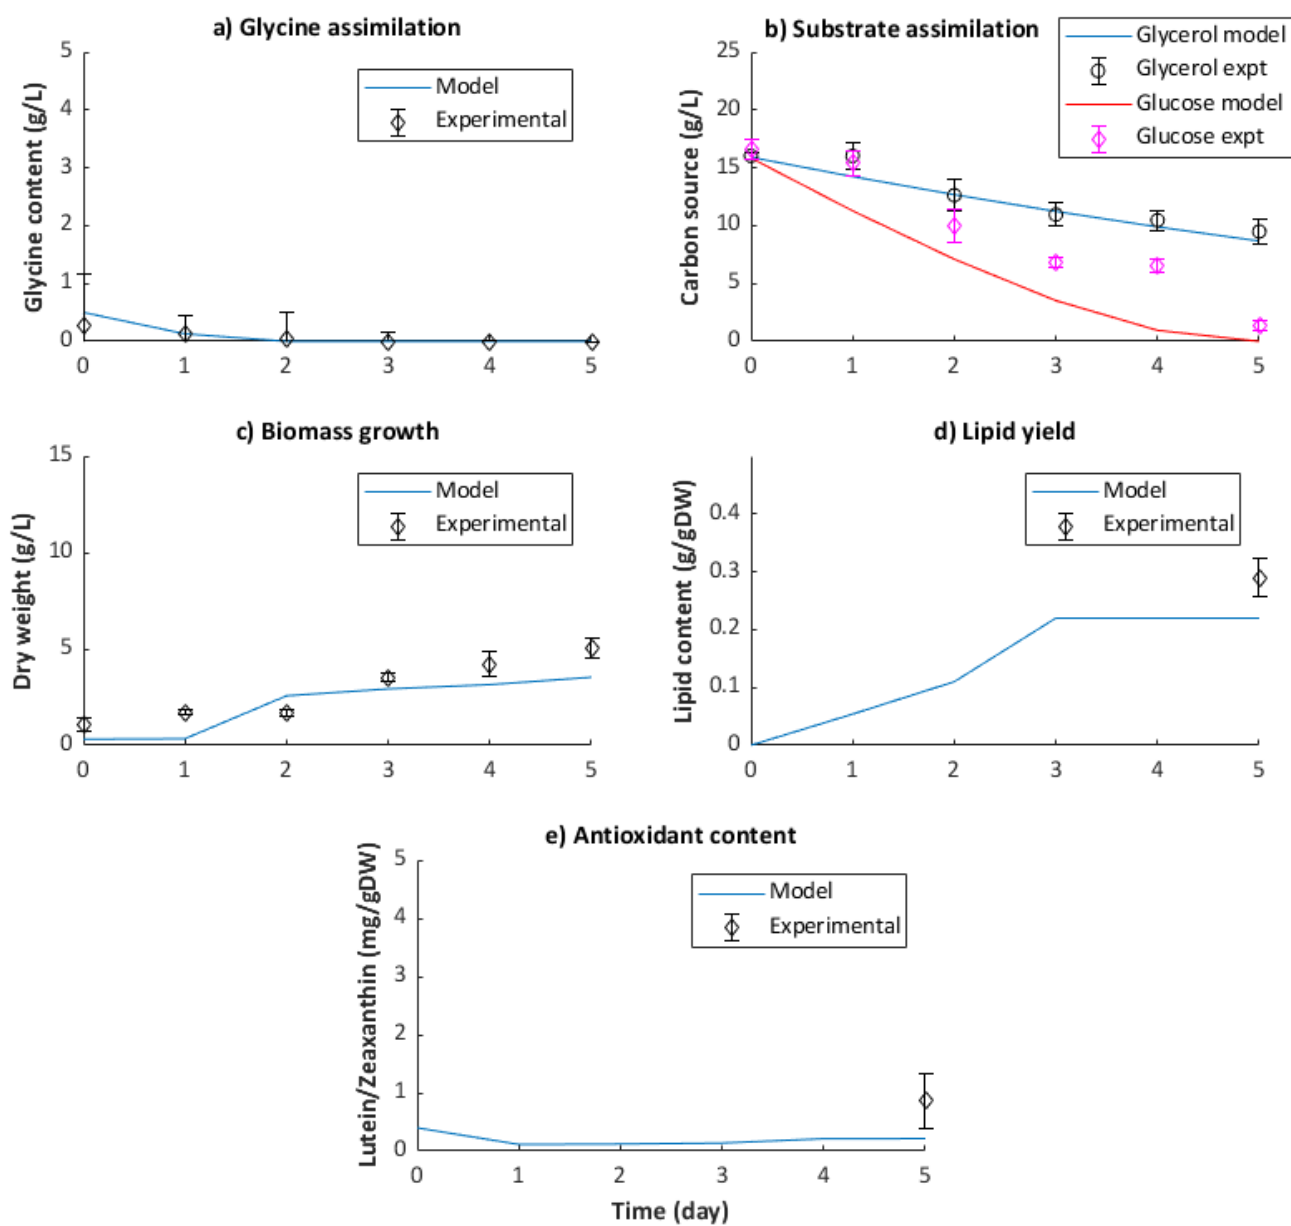 a) Glycine assimilation
Glycine content (g/L)
5
4
3
2
1
0
0 1 2 3 4 5
Model
Experimental
b) Substrate assimilation
Carbon source (g/L)
25
20
15
10
5
0
0 1 2 3 4 5
Glycerol model
Glycerol expt
Glucose model
Glucose expt
c) Biomass growth
Dry weight (g/L)
15
10
5
0
0 1 2 3 4 5
Model
Experimental
d) Lipid yield
Lipid content (g/gDW)
0.4
0.3
0.2
0.1
0
0 1 2 3 4 5
Model
Experimental
e) Antioxidant content
Lutein/Zeaxanthin (mg/gDW)
5
4
3
2
1
0
0 1 2 3 4 5
Model
Experimental
Time (day)